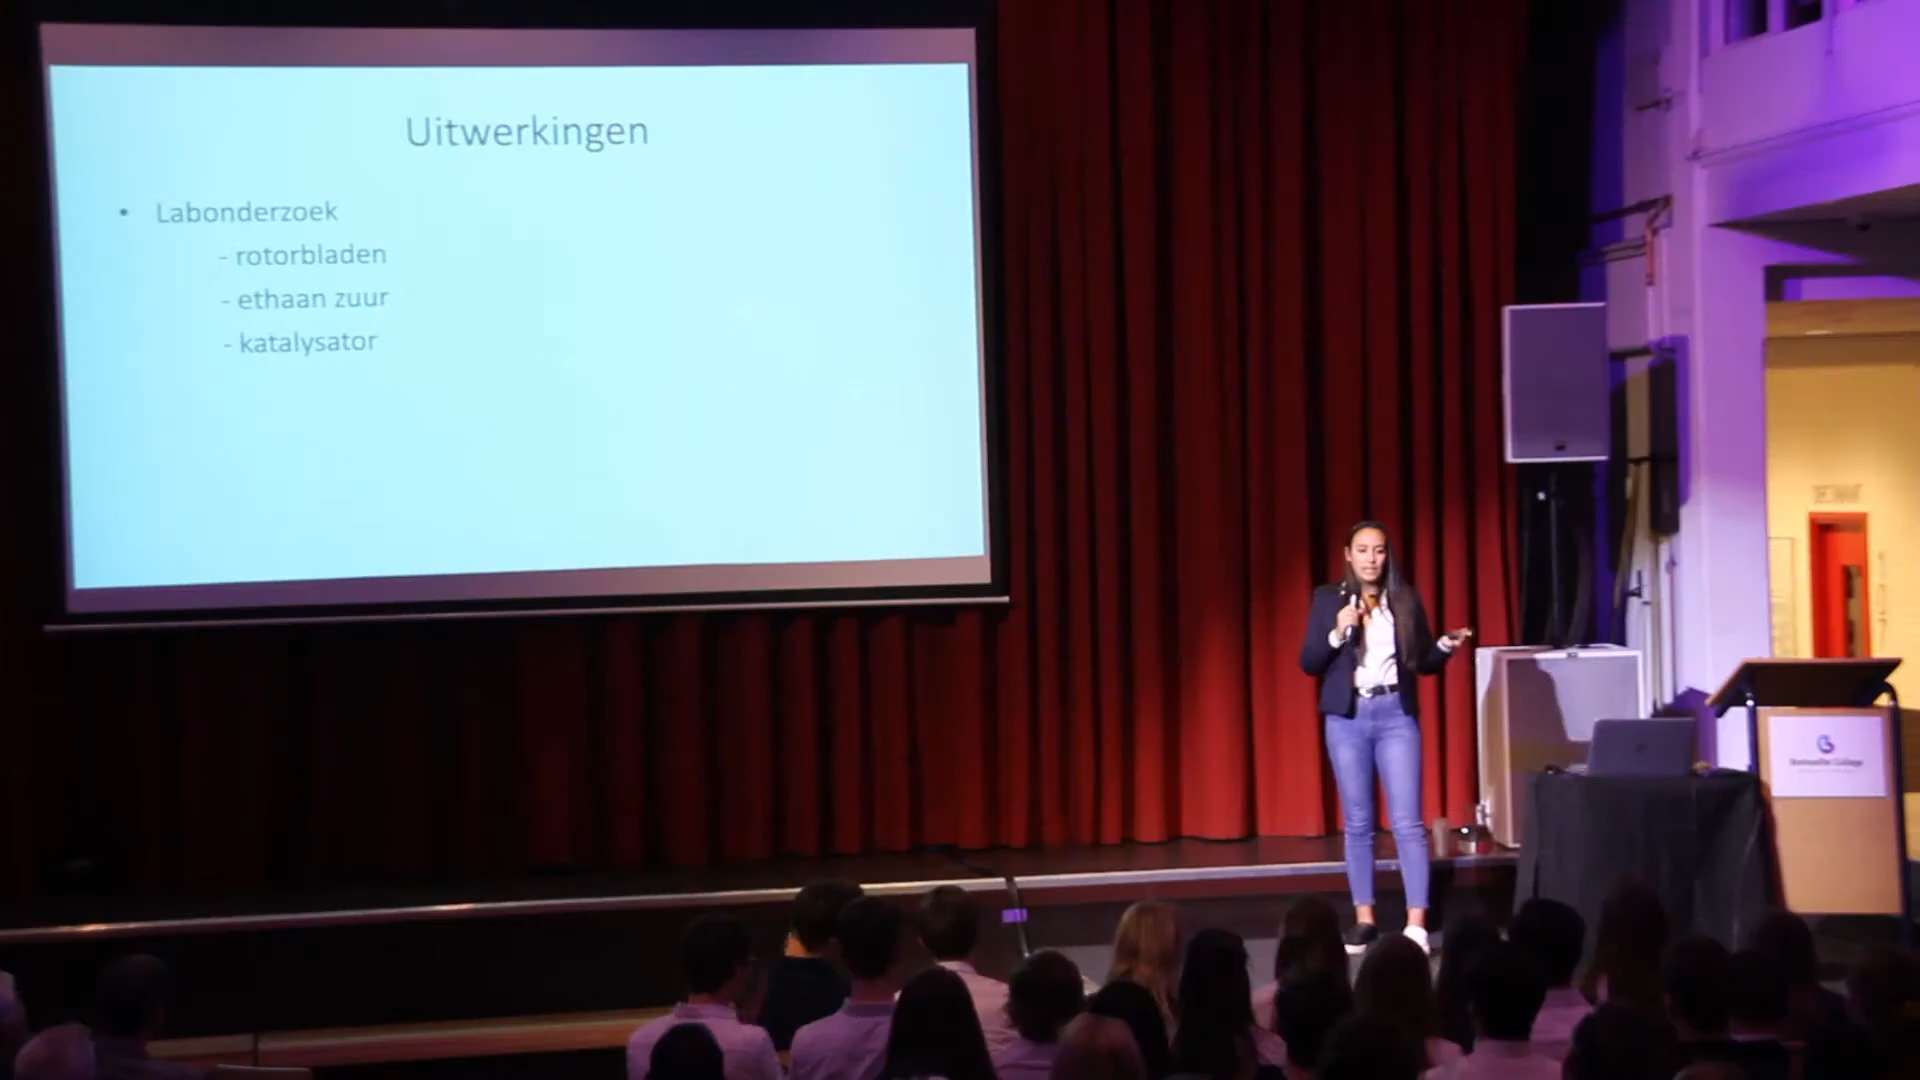 Uitwerkingen
• Labonderzoek
- rotorbladen
- ethaan zuur
- katalysator